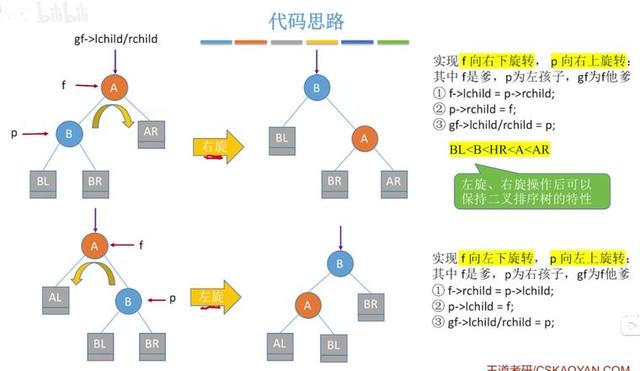 bilibili
代码思路
gf->lchild/rchild
f
A
p
B
AR
BL
BR
右旋
B
BL
A
BR
AR
实现 f 向右下旋转， p 向右上旋转：
其中 f是爹，p为左孩子，gf为f他爹
① f->lchild = p->rchild;
② p->rchild = f;
③ gf->lchild/rchild = p;
BL<B<HR<A<AR
左旋、右旋操作后可以
保持二叉排序树的特性
A
f
AL
B
p
BL
BR
左旋
B
A
BR
AL
BL
实现 f 向左下旋转， p 向左上旋转：
其中 f是爹，p为右孩子，gf为f他爹
① f->rchild = p->lchild;
② p->lchild = f;
③ gf->lchild/rchild = p;
王道考研/CSKAOYAN.COM